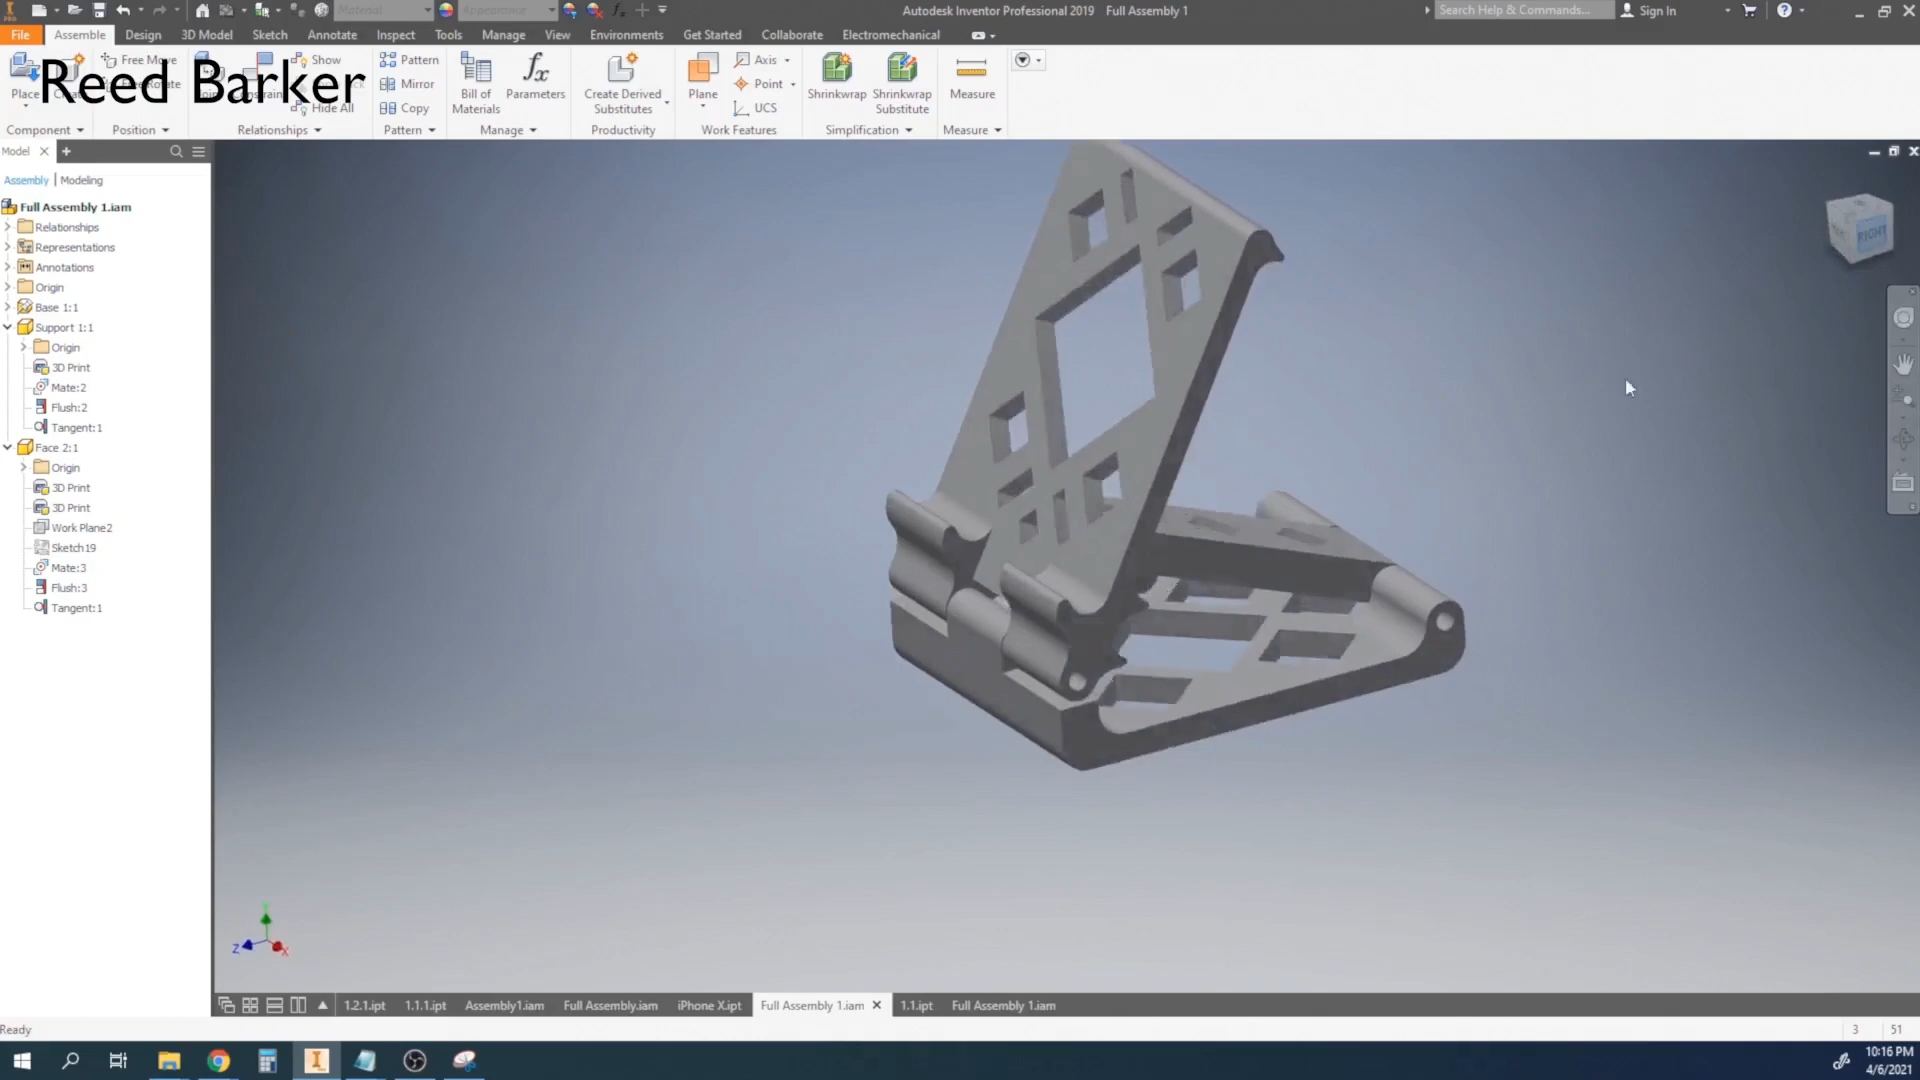 Material
Appearance
Autodesk Inventor Professional 2019 Full Assembly 1
Search Help & Commands...
Sign In
File Assemble Design 3D Model Sketch Annotate Inspect Tools Manage View Environments Get Started Collaborate Electromechanical
Reed Barker
Place
Free Move
Show
Hide All
Pattern
Mirror
Copy
Bill of
Materials
Parameters
Create Derived
Substitutes
Plane
Axis
Point
UCS
Shrinkwrap
Shrinkwrap
Substitute
Measure
Component Position Relationships Pattern Manage Productivity Work Features Simplification Measure
Model
Assembly Modeling
Full Assembly 1.iam
Relationships
Representations
Annotations
Origin
Base 1:1
Support 1:1
Origin
3D Print
Mate:2
Flush:2
Tangent:1
Face 2:1
Origin
3D Print
3D Print
Work Plane2
Sketch19
Mate:3
Flush:3
Tangent:1
RIGHT
Z
X
1.2.1.ipt 1.1.1.ipt Assembly1.iam Full Assembly.iam iPhone X.ipt Full Assembly 1.iam 1.1.ipt Full Assembly 1.iam
Ready
3 51
10:16 PM
4/6/2021